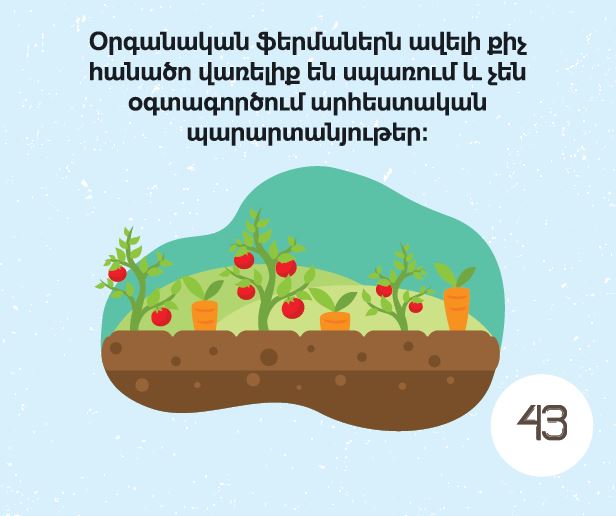 Օրգանական ֆերմաներն ավելի քիչ
հանածո վառելիք են սպառում և չեն
օգտագործում արհեստական
պարարտանյութեր:
43